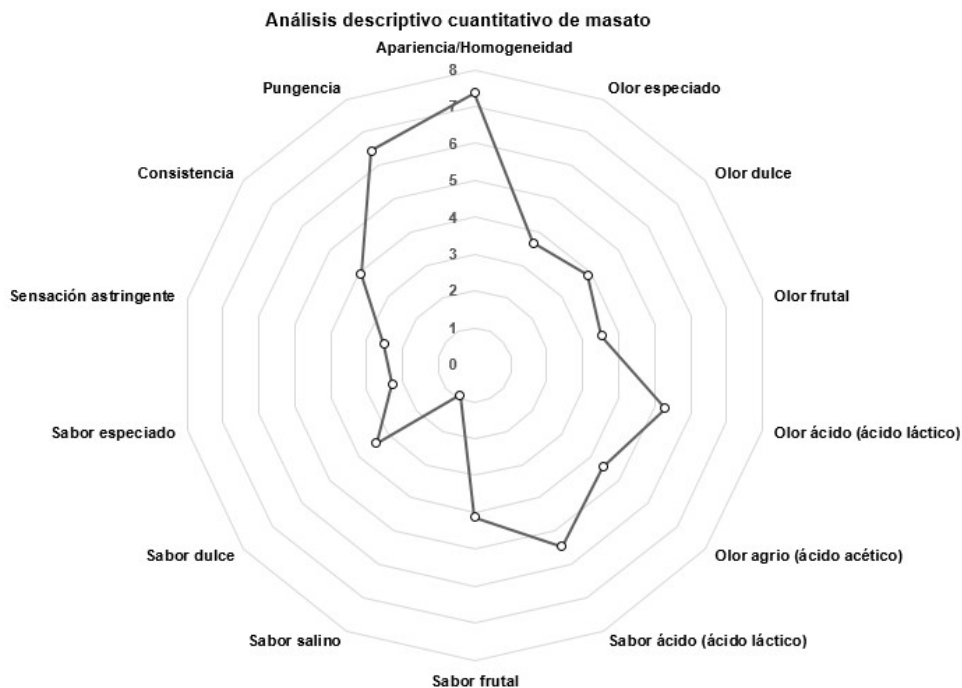 Análisis descriptivo cuantitativo de masato
Apariencia/Homogeneidad
Pungencia
Olor especiado
Consistencia
Olor dulce
Sensación astringente
Olor frutal
Sabor especiado
Olor ácido (ácido láctico)
Sabor dulce
Olor agrio (ácido acético)
Sabor salino
Sabor ácido (ácido láctico)
Sabor frutal
8
7
6
5
4
3
2
1
0